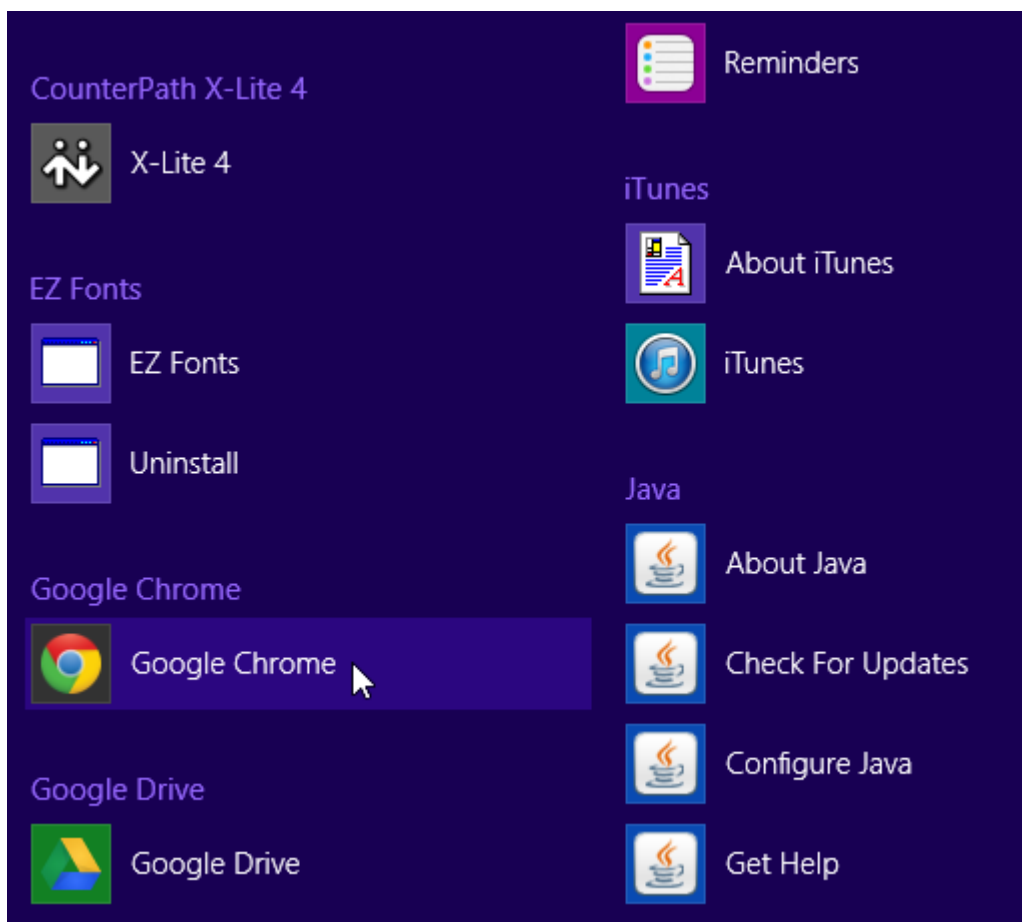 CounterPath X-Lite 4
X-Lite 4
EZ Fonts
EZ Fonts
Uninstall
Google Chrome
Google Chrome
Google Drive
Google Drive
Reminders
iTunes
About iTunes
iTunes
Java
About Java
Check For Updates
Configure Java
Get Help